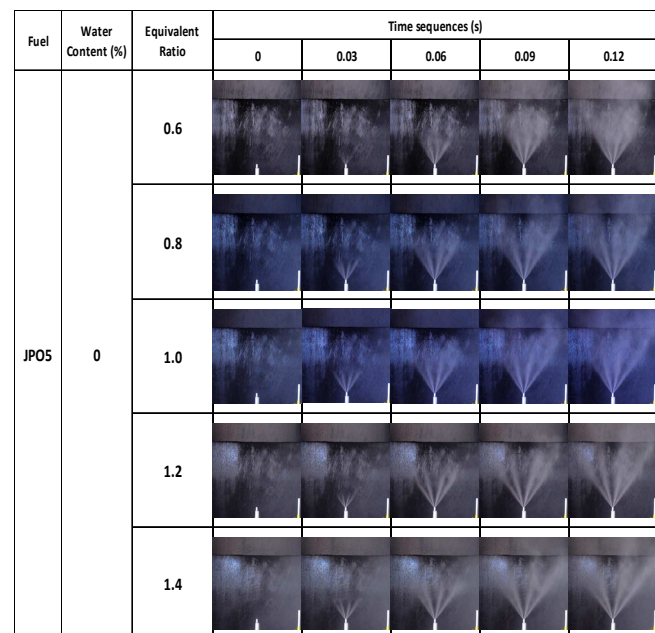 Fuel
Water Content (%)
Equivalent Ratio
Time sequences (s)
0 0.03 0.06 0.09 0.12
0.6
0.8
JPO5 0 1.0
1.2
1.4